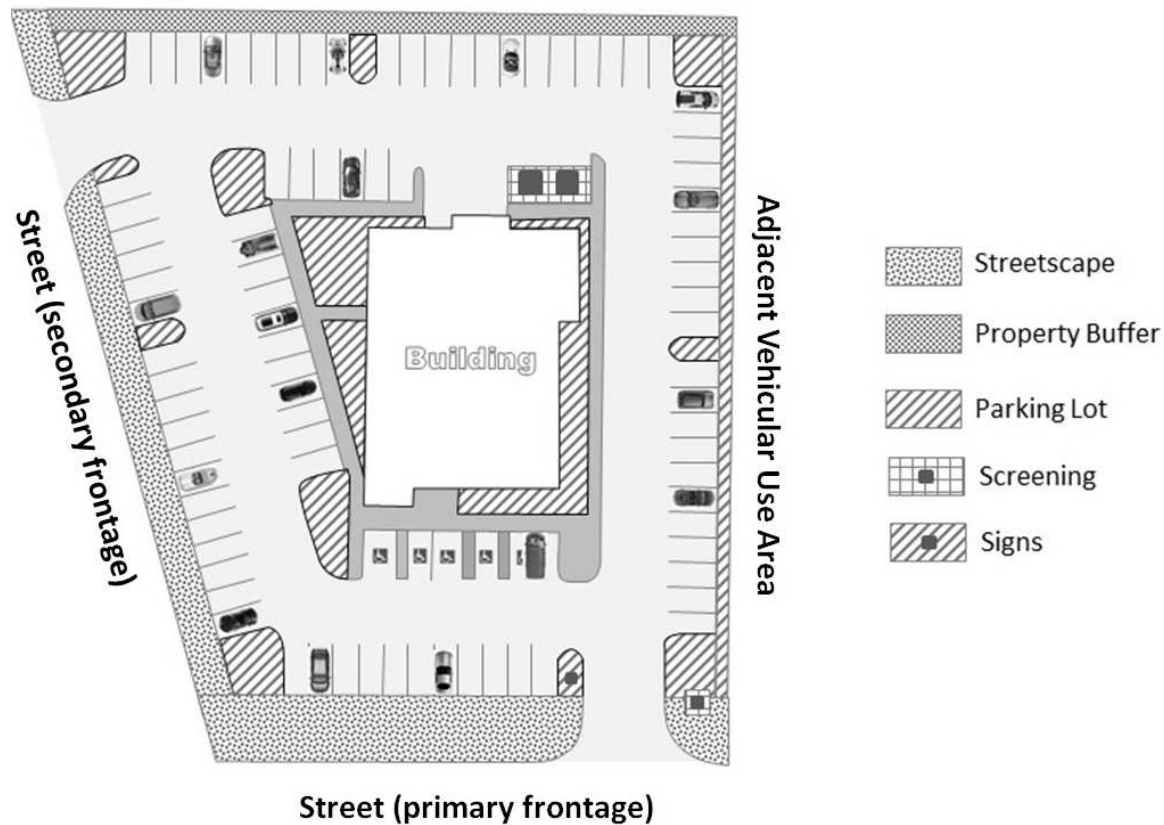 Street (secondary frontage)
Building
Adjacent Vehicular Use Area
Streetscape
Property Buffer
Parking Lot
Screening
Signs
Street (primary frontage)